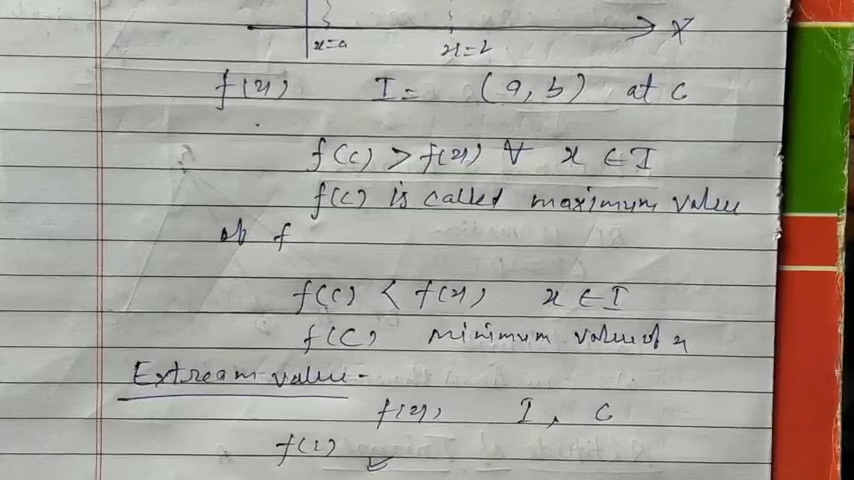 x=a x=b X
f(x) I = (a, b) at c
f(c) > f(x) ∀ x ∈ I
f(c) is called maximum value
of f
f(c) < f(x) x ∈ I
f(c) minimum value of x
Extream value -
f(x), I, c
f(c)